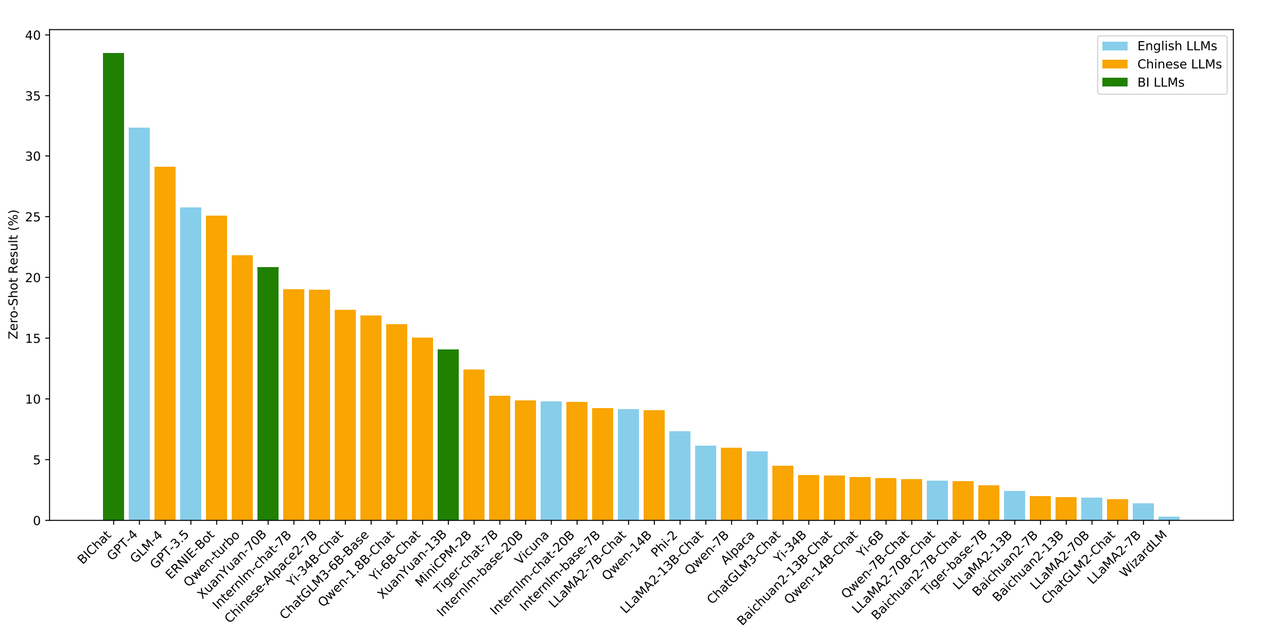 40
35
30
25
20
15
10
5
0
Zero-Shot Result (%)
English LLMs
Chinese LLMs
BI LLMs
BIChat
GPT-4
GLM-4
GPT-3.5
ERNIE-Bot
Qwen-turbo
XuanYuan-70B
Internlm-chat-7B
Chinese-Alpace2-7B
Yi-34B-Chat
ChatGLM3-6B-Base
Qwen-1.8B-Chat
Yi-6B-Chat
XuanYuan-13B
MiniCPM-2B
Tiger-chat-7B
Internlm-base-20B
Vicuna
Internlm-chat-20B
Internlm-base-7B
LLaMA2-7B-Chat
Qwen-14B
Phi-2
LLaMA2-13B-Chat
Qwen-7B
Alpaca
ChatGLM3-Chat
Yi-34B
Baichuan2-13B-Chat
Qwen-14B-Chat
Yi-6B
Qwen-7B-Chat
LLaMA2-70B-Chat
Baichuan2-7B-Chat
Tiger-base-7B
LLaMA2-13B
Baichuan2-7B
Baichuan2-13B
LLaMA2-70B
ChatGLM2-Chat
LLaMA2-7B
WizardLM